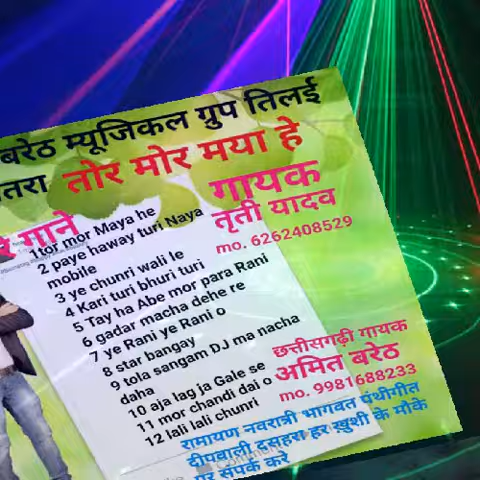 बरेठ म्यूजिकल ग्रुप तिलई
तोर मोर मया हे
गायक
तृती यादव
mo. 6262408529
गाने
1tor mor Maya he
2 paye haway turi Naya
mobile
3 ye chunri wali le
4 Kari turi bhuri turi
5 Tay ha Abe mor para Rani
6 gadar macha dehe re
7 ye Rani ye Rani o
8 star bangay
9 tola sangam DJ ma nacha
daha
10 aja lag ja Gale se
11 mor chandi dai o
12 lali lali chunri
छत्तीसगढ़ी गायक
अमित बरेठ
mo. 9981688233
रामायण नवरात्री भागवत पंथीगीत
दीपवाली दसहरा हर खुशी के मौके
पर संपर्क करे